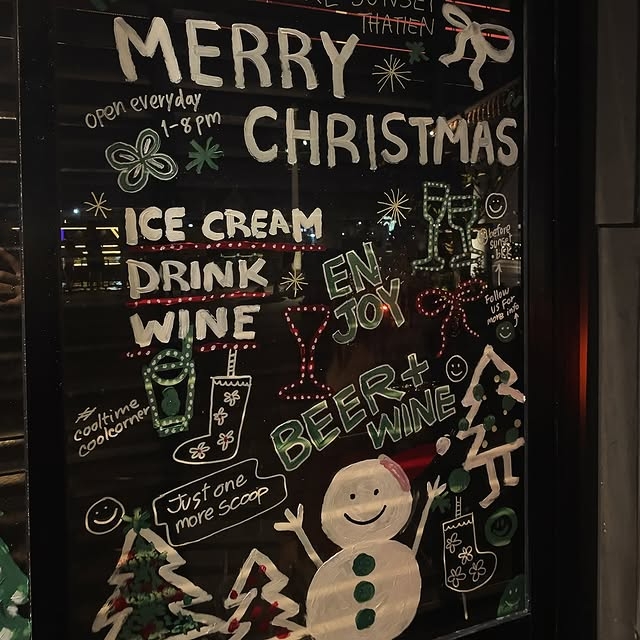 SUNSET
THATIEN
MERRY
CHRISTMAS
open everyday
1-8 pm
ICE CREAM
DRINK
WINE
EN
JOY
before
sunset
Follow
us for
more info
BEER+
WINE
#cooltime
coolcorner
Just one
more scoop